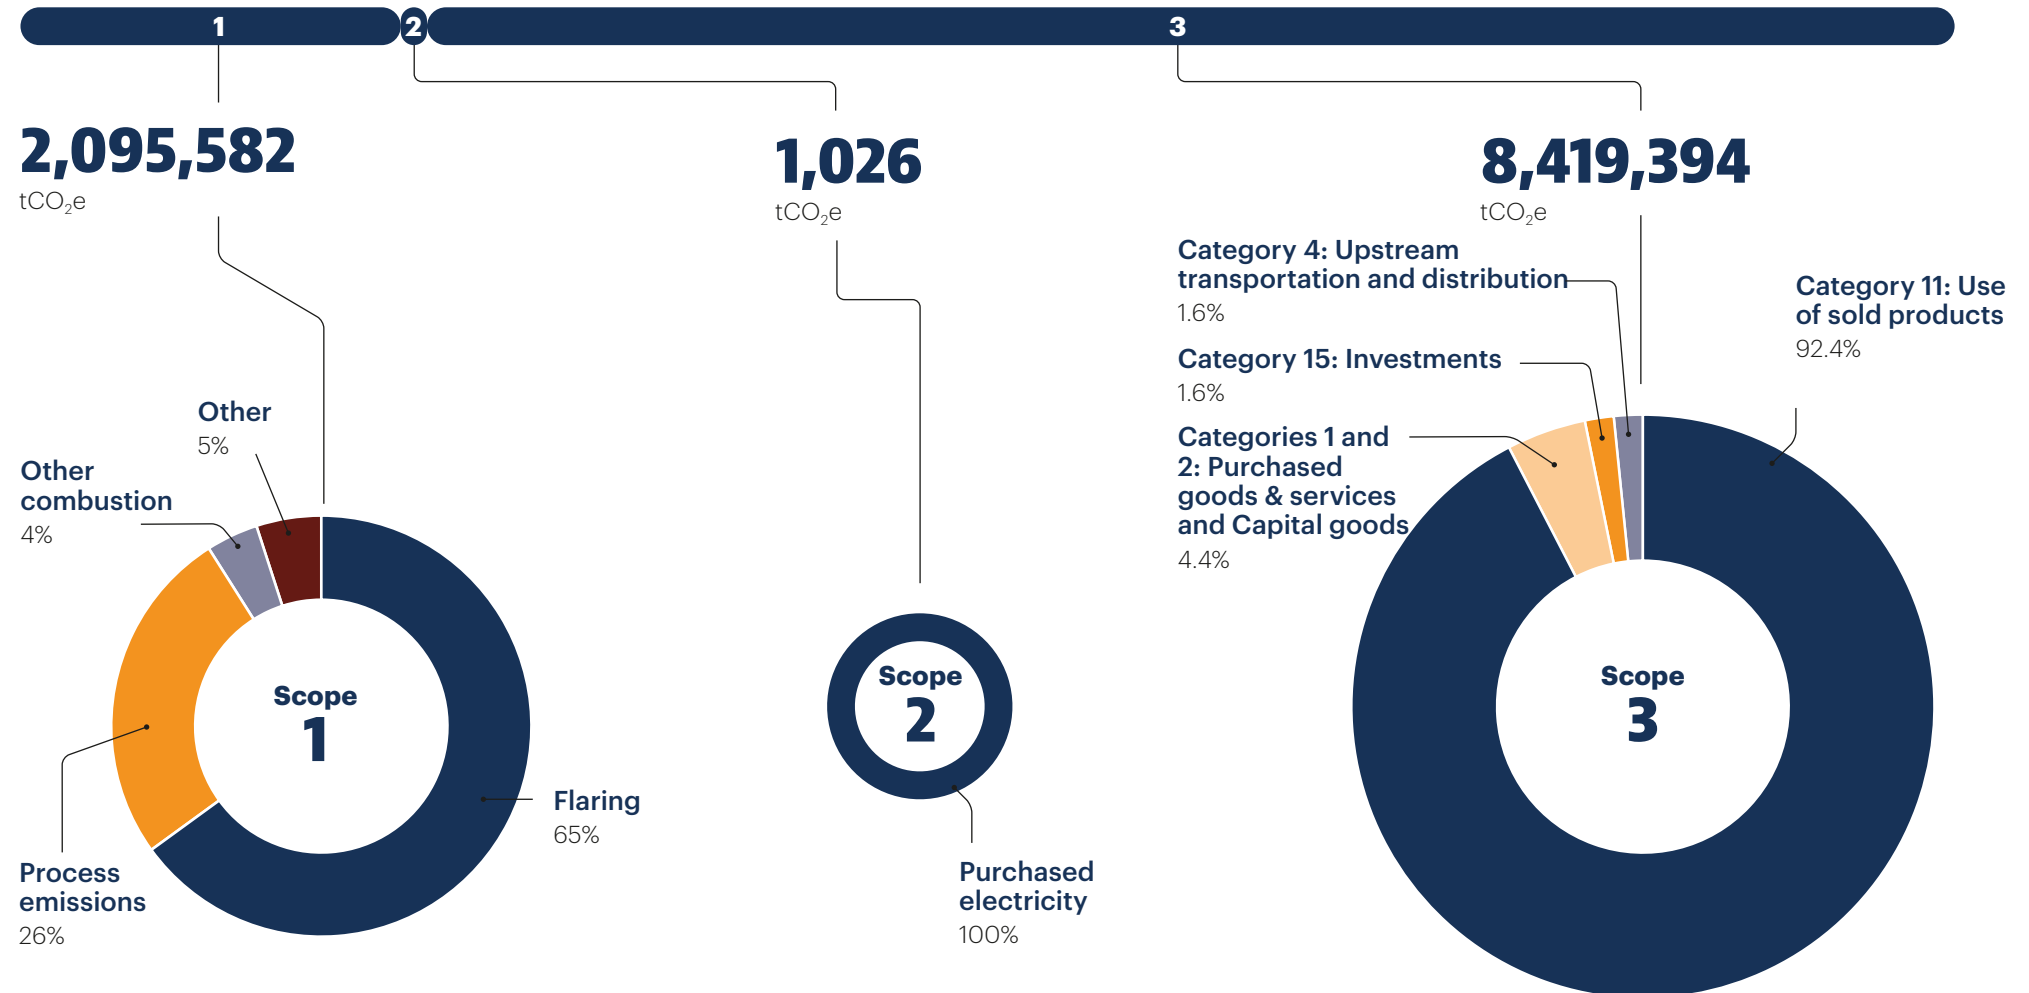 1
2
3
2,095,582
tCO₂e
1,026
tCO₂e
8,419,394
tCO₂e
Other
5%
Other
combustion
4%
Scope
1
Flaring
65%
Process
emissions
26%
Scope
2
Purchased
electricity
100%
Category 4: Upstream
transportation and distribution
1.6%
Category 15: Investments
1.6%
Categories 1 and
2: Purchased
goods & services
and Capital goods
4.4%
Category 11: Use
of sold products
92.4%
Scope
3